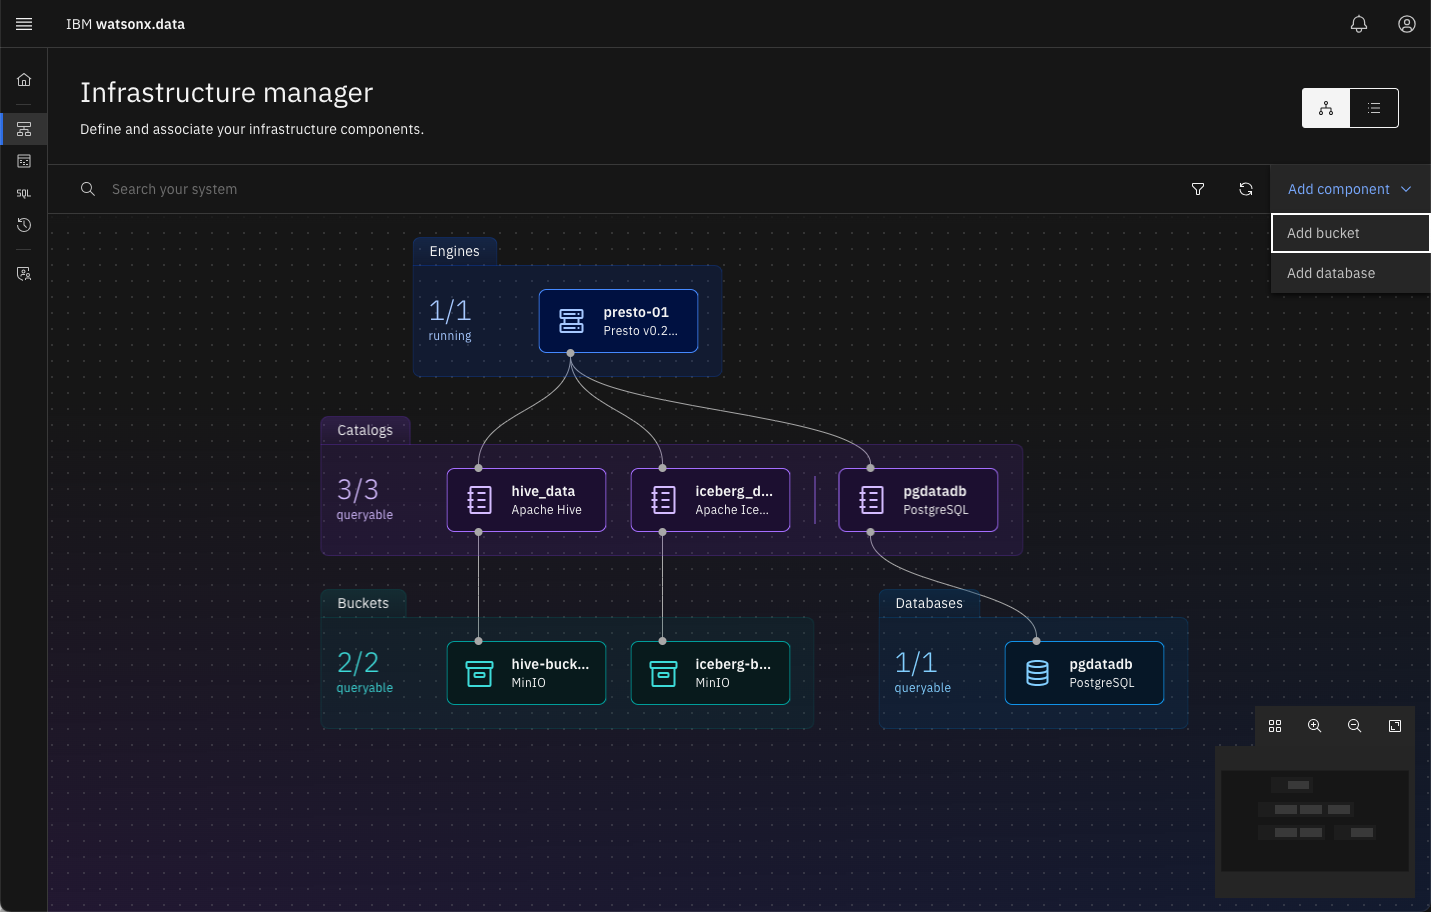 IBM watsonx.data
Infrastructure manager
Define and associate your infrastructure components.
Search your system
Add component
Add bucket
Add database
SQL
Engines
1/1
running
presto-01
Presto v0.2...
Catalogs
3/3
queryable
hive_data
Apache Hive
iceberg_d...
Apache Ice...
pgdatadb
PostgreSQL
Buckets
2/2
queryable
hive-buck...
MinIO
iceberg-b...
MinIO
Databases
1/1
queryable
pgdatadb
PostgreSQL